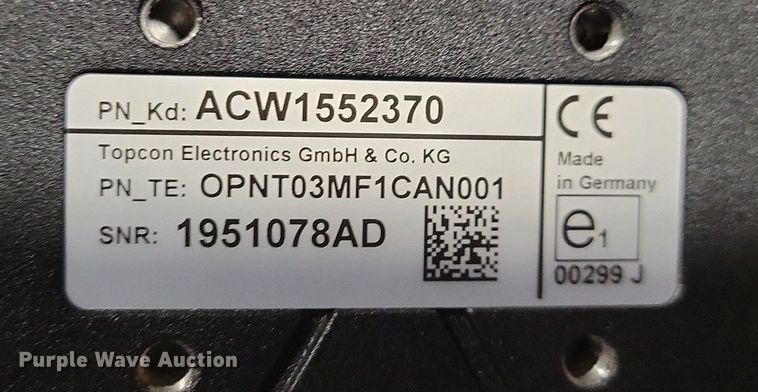 PN_Kd: ACW1552370
Topcon Electronics GmbH & Co. KG
PN_TE: OPNT03MF1CAN001
SNR: 1951078AD
CE
Made
in Germany
e1
00299 J
Purple Wave Auction